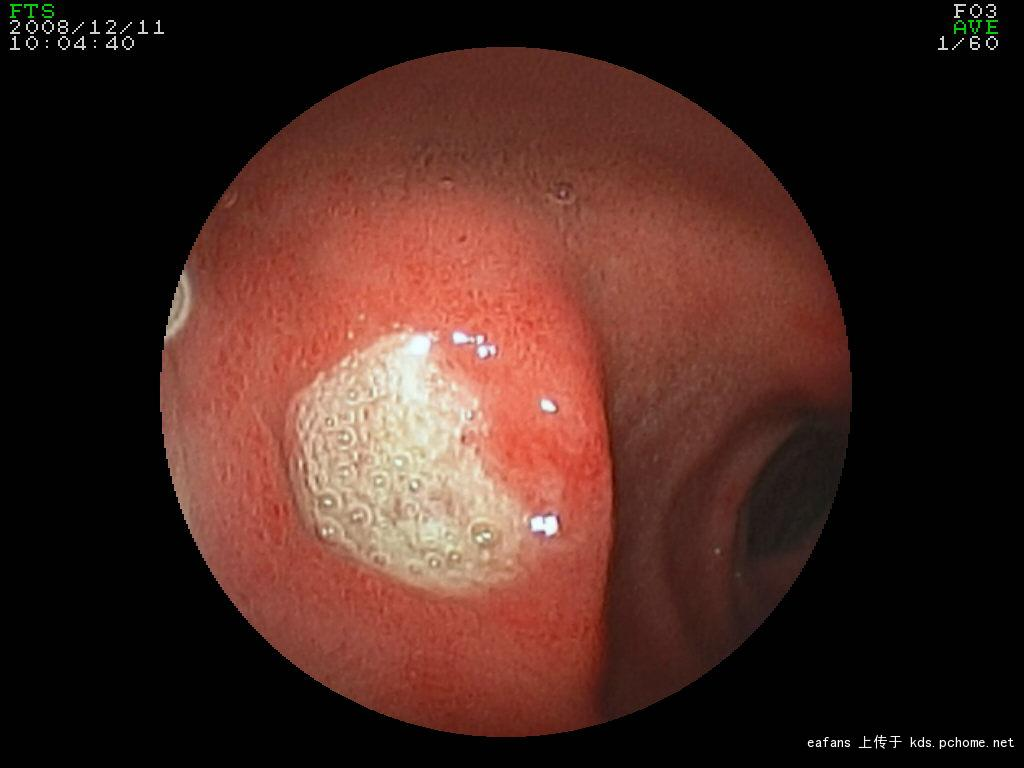 FTS
2008/12/11
10:04:40
F03
AVE
1/60
eafans 上传于 kds.pchome.net